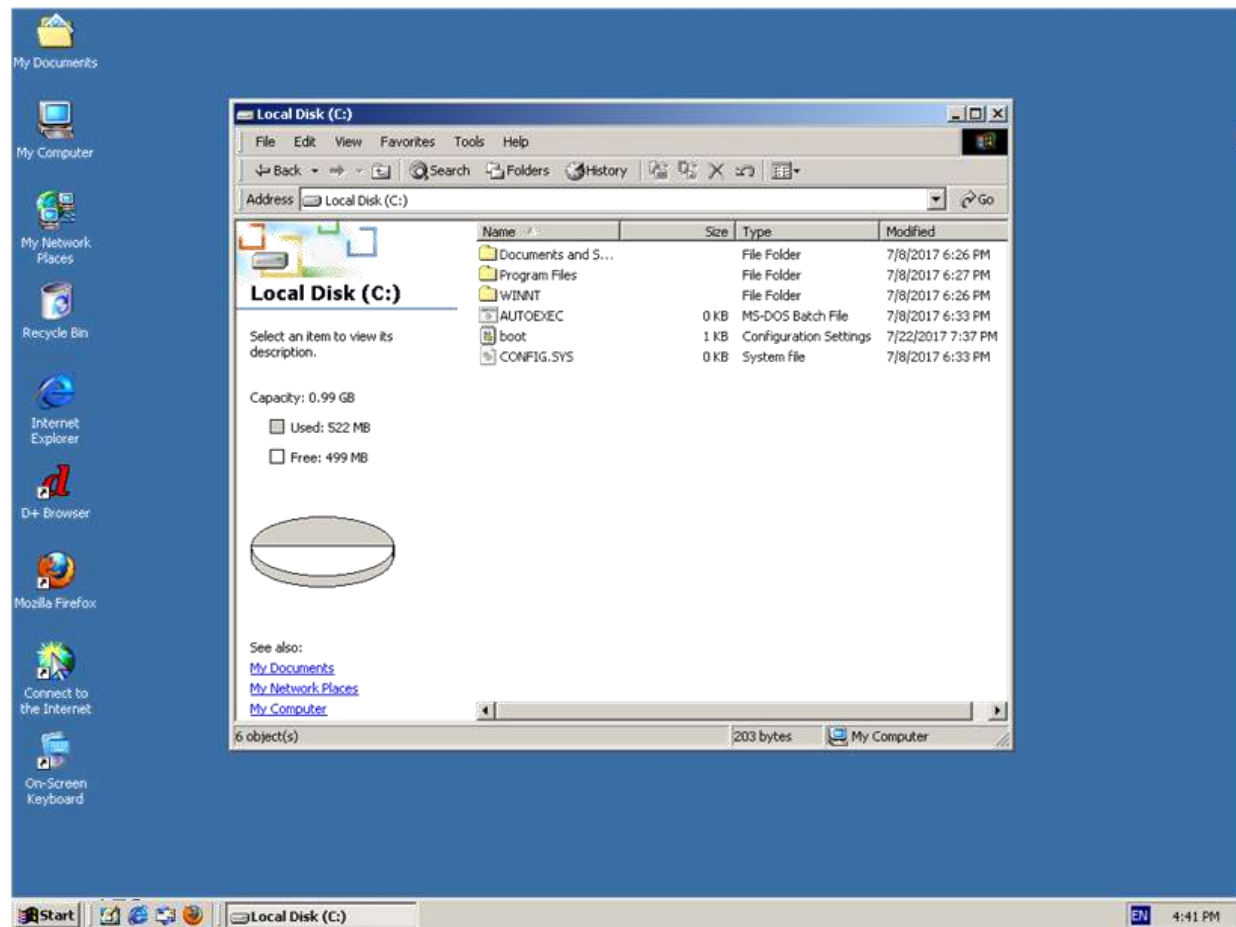 My Documents
My Computer
My Network
Places
Recycle Bin
Internet
Explorer
D+ Browser
Mozilla Firefox
Connect to
the Internet
On-Screen
Keyboard
Local Disk (C:)
File Edit View Favorites Tools Help
Back Search Folders History
Address Local Disk (C:) Go
Local Disk (C:)
Select an item to view its
description.
Capacity: 0.99 GB
Used: 522 MB
Free: 499 MB
See also:
My Documents
My Network Places
My Computer
Name Size Type Modified
Documents and S... File Folder 7/8/2017 6:26 PM
Program Files File Folder 7/8/2017 6:27 PM
WINNT File Folder 7/8/2017 6:26 PM
AUTOEXEC 0 KB MS-DOS Batch File 7/8/2017 6:33 PM
boot 1 KB Configuration Settings 7/22/2017 7:37 PM
CONFIG.SYS 0 KB System file 7/8/2017 6:33 PM
6 object(s) 203 bytes My Computer
Start Local Disk (C:) EN 4:41 PM